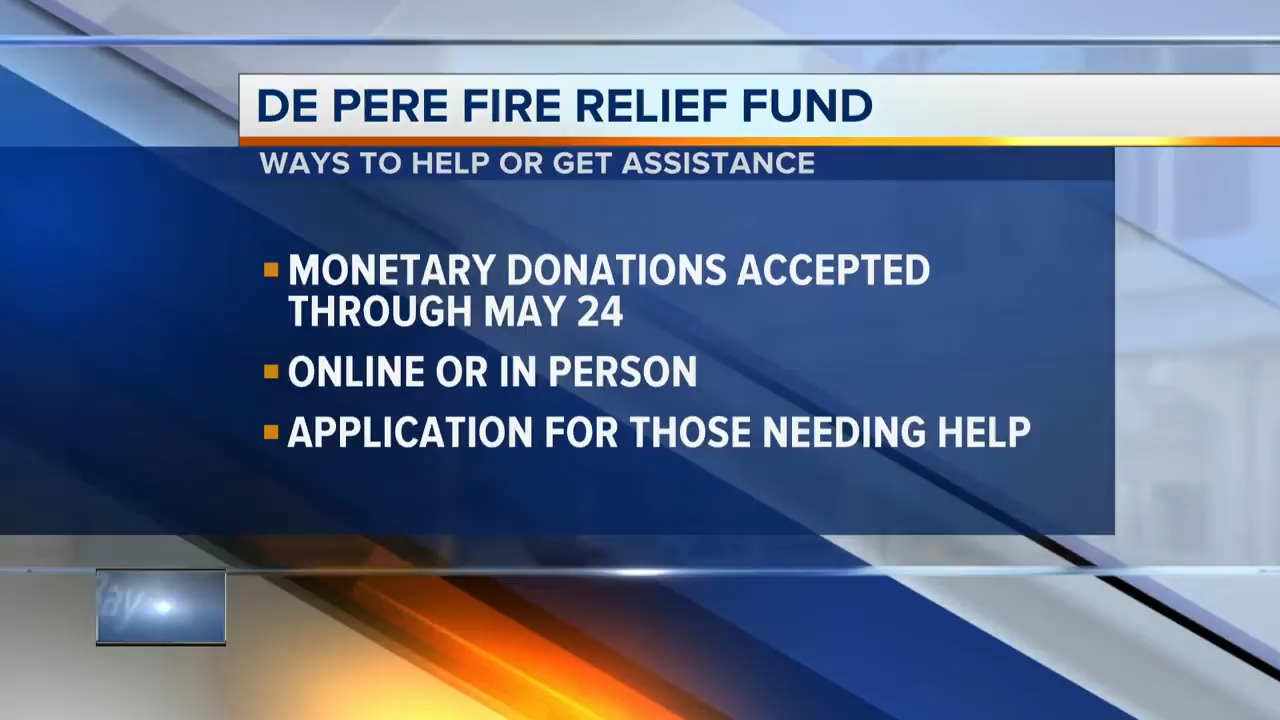 DE PERE FIRE RELIEF FUND
WAYS TO HELP OR GET ASSISTANCE
MONETARY DONATIONS ACCEPTED
THROUGH MAY 24
ONLINE OR IN PERSON
APPLICATION FOR THOSE NEEDING HELP